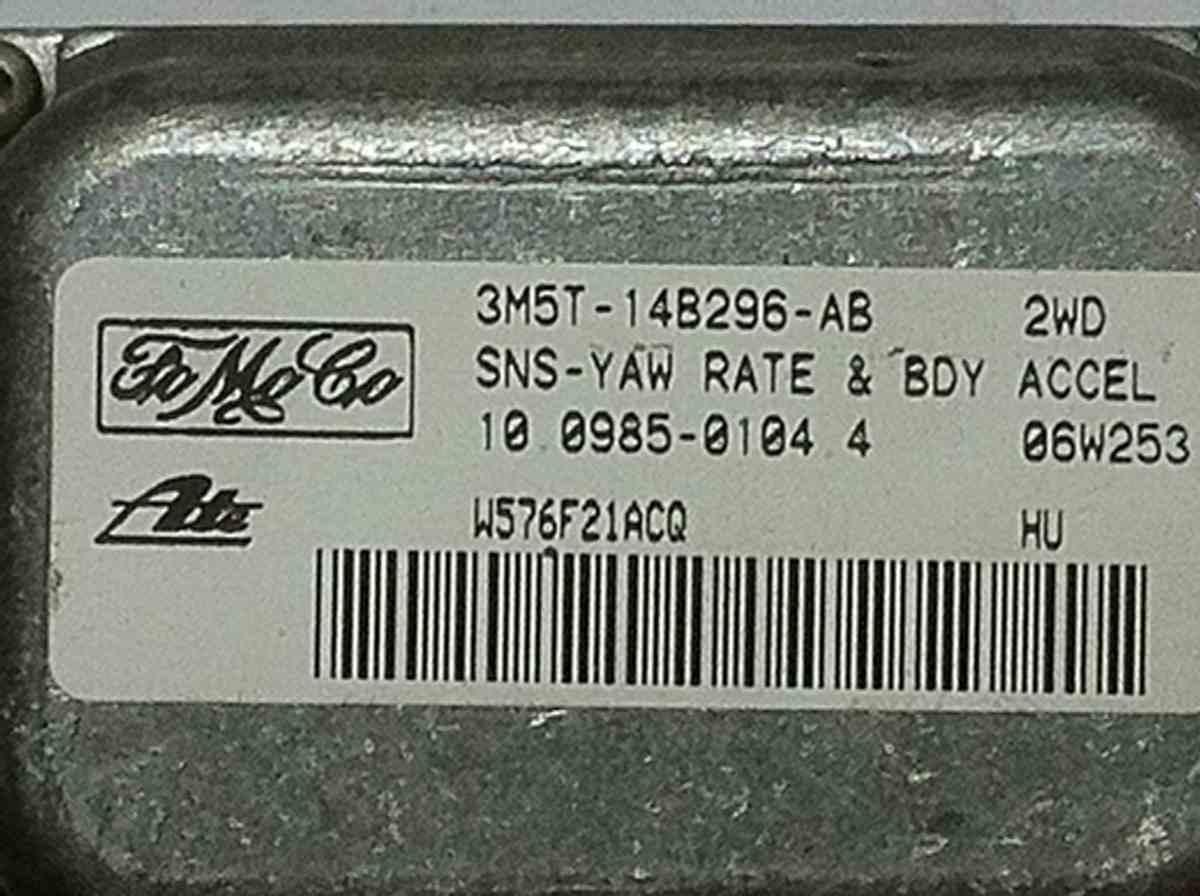 FoMoCo
3M5T-14B296-AB 2WD
SNS-YAW RATE & BDY ACCEL
10.0985-0104.4 06W253
Ate
W576F21ACQ HU